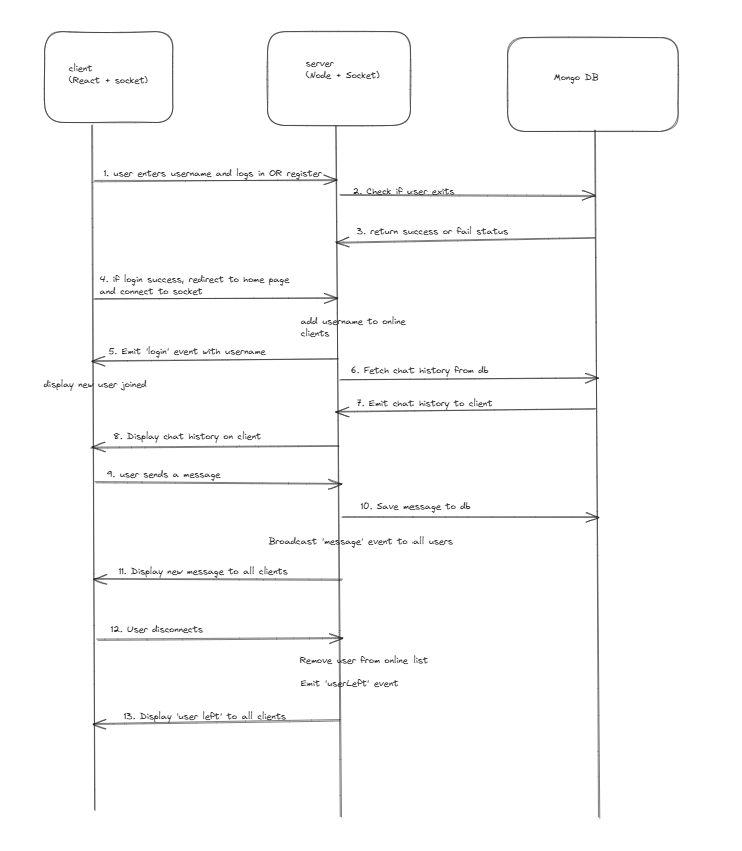 client
(React + socket)
server
(Node + Socket)
Mongo DB
1. user enters username and logs in OR register
2. Check if user exits
3. return success or fail status
4. if login success, redirect to home page
and connect to socket
add username to online
clients
5. Emit 'login' event with username
6. Fetch chat history from db
display new user joined
7. Emit chat history to client
8. Display chat history on client
9. user sends a message
10. Save message to db
Broadcast 'message' event to all users
11. Display new message to all clients
12. User disconnects
Remove user from online list
Emit 'userLeft' event
13. Display 'user left' to all clients